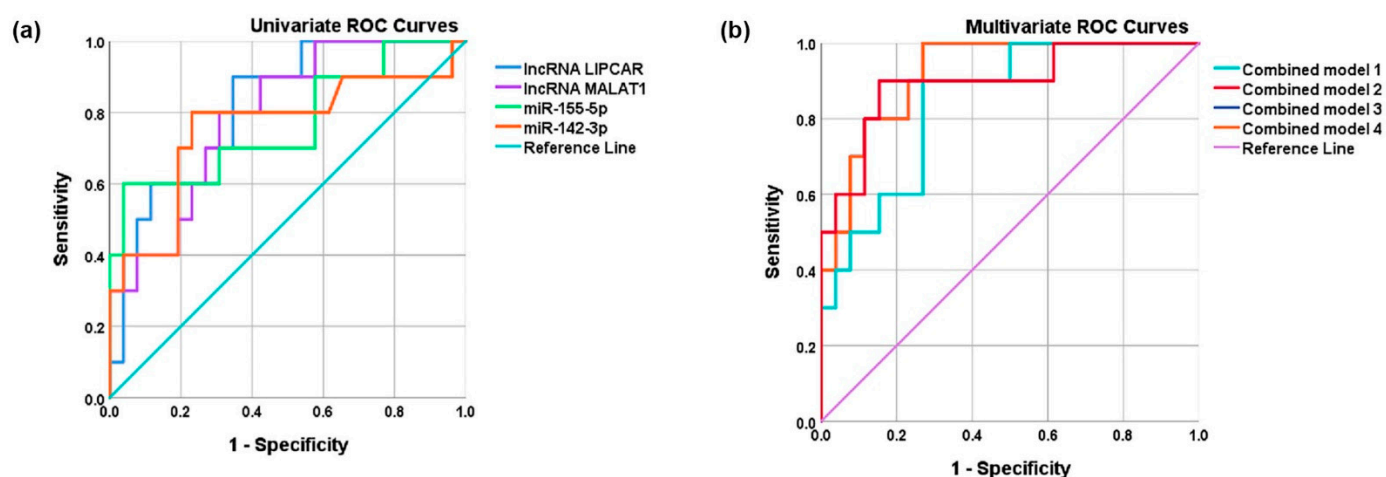 (a)
Univariate ROC Curves
1.0
0.8
0.6
0.4
0.2
0.0
Sensitivity
0.0 0.2 0.4 0.6 0.8 1.0
1 - Specificity
lncRNA LIPCAR
lncRNA MALAT1
miR-155-5p
miR-142-3p
Reference Line
(b)
Multivariate ROC Curves
1.0
0.8
0.6
0.4
0.2
0.0
Sensitivity
0.0 0.2 0.4 0.6 0.8 1.0
1 - Specificity
Combined model 1
Combined model 2
Combined model 3
Combined model 4
Reference Line